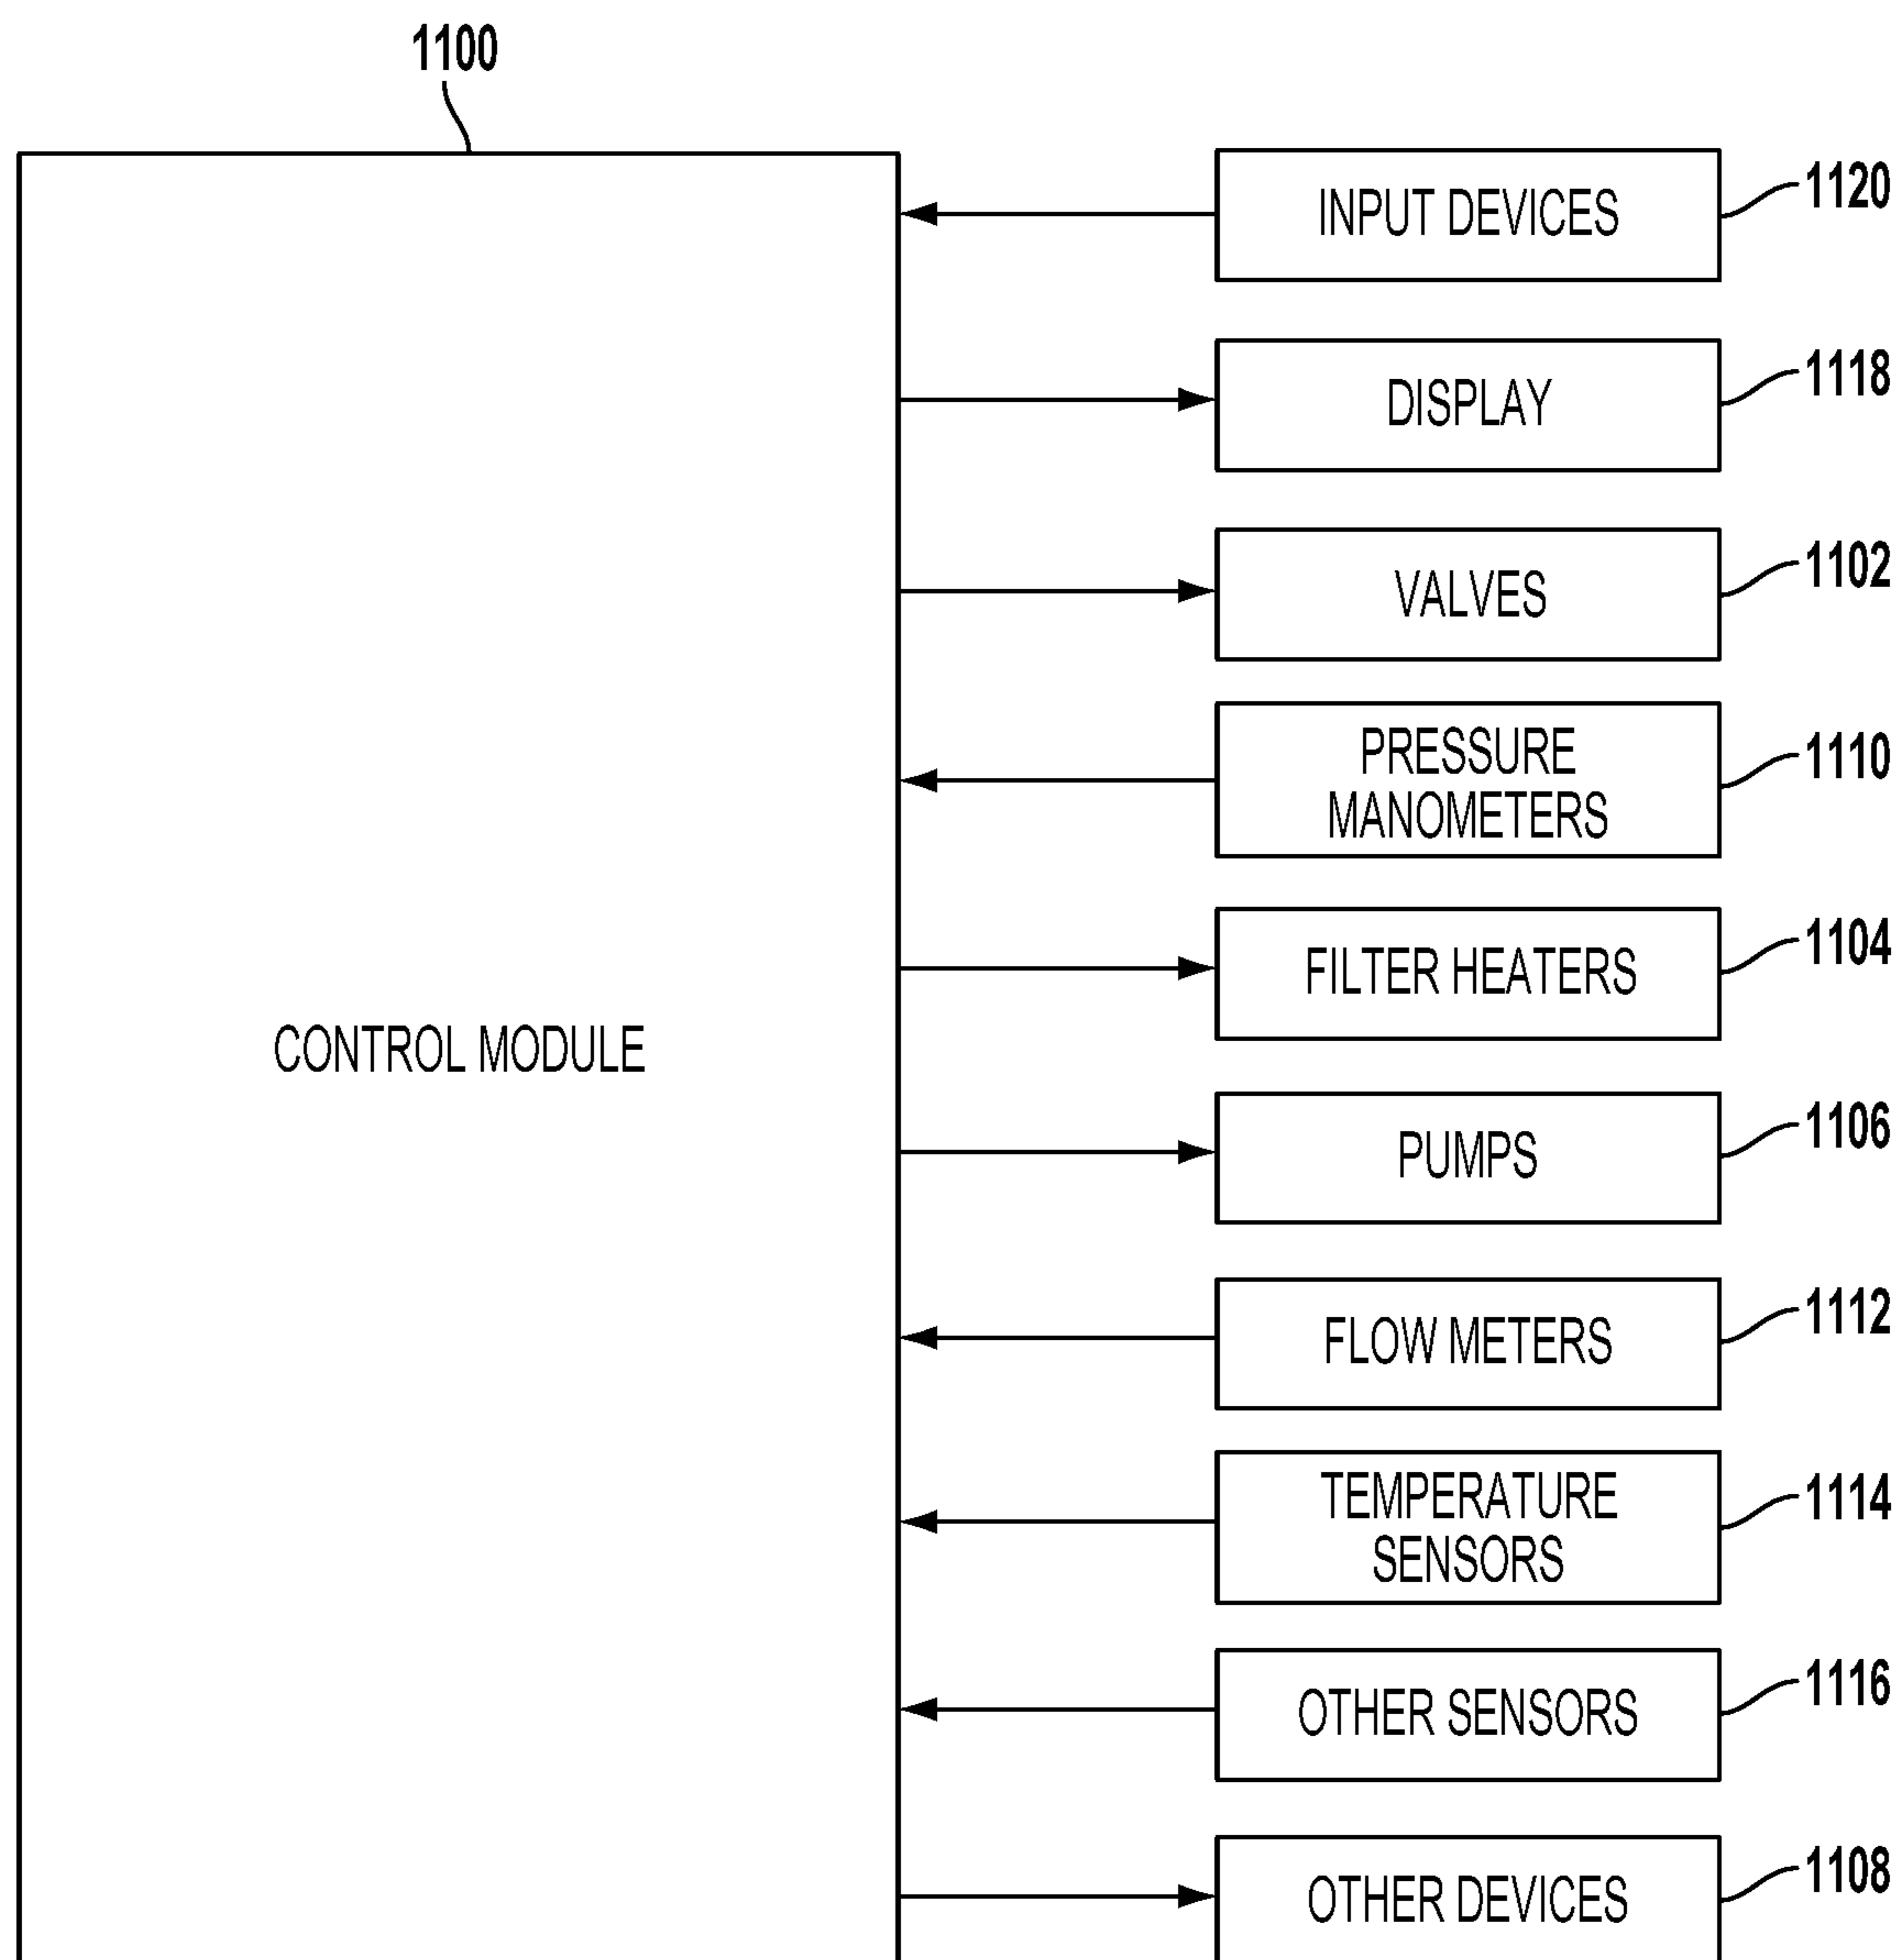 1100
INPUT DEVICES
1120
DISPLAY
1118
VALVES
1102
PRESSURE
MANOMETERS
1110
FILTER HEATERS
1104
CONTROL MODULE
PUMPS
1106
FLOW METERS
1112
TEMPERATURE
SENSORS
1114
OTHER SENSORS
1116
OTHER DEVICES
1108